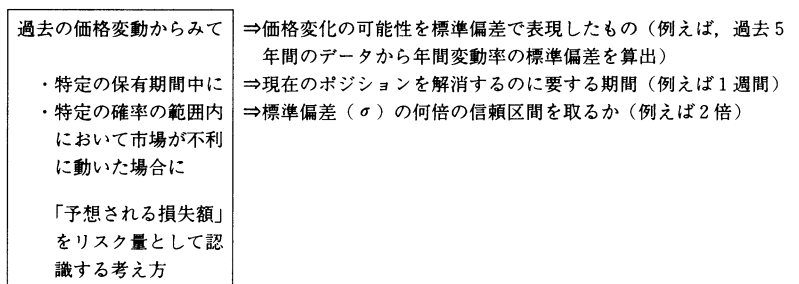 過去の価格変動からみて ⇒価格変化の可能性を標準偏差で表現したもの（例えば，過去５
年間のデータから年間変動率の標準偏差を算出）
・特定の保有期間中に ⇒現在のポジションを解消するのに要する期間（例えば１週間）
・特定の確率の範囲内 ⇒標準偏差（σ）の何倍の信頼区間を取るか（例えば２倍）
において市場が不利
に動いた場合に
「予想される損失額」
をリスク量として認
識する考え方